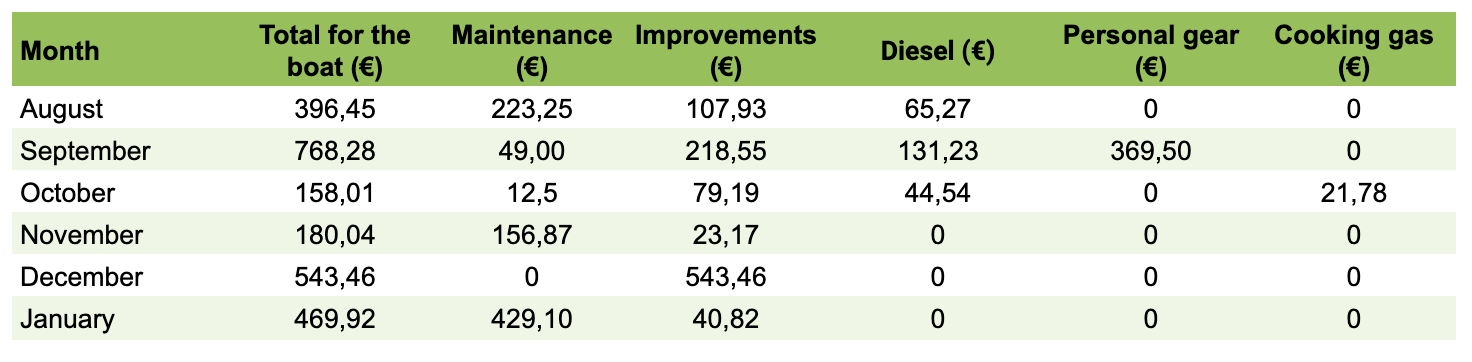 Month Total for the boat (€) Maintenance (€) Improvements (€) Diesel (€) Personal gear (€) Cooking gas (€)
August 396,45 223,25 107,93 65,27 0 0
September 768,28 49,00 218,55 131,23 369,50 0
October 158,01 12,5 79,19 44,54 0 21,78
November 180,04 156,87 23,17 0 0 0
December 543,46 0 543,46 0 0 0
January 469,92 429,10 40,82 0 0 0